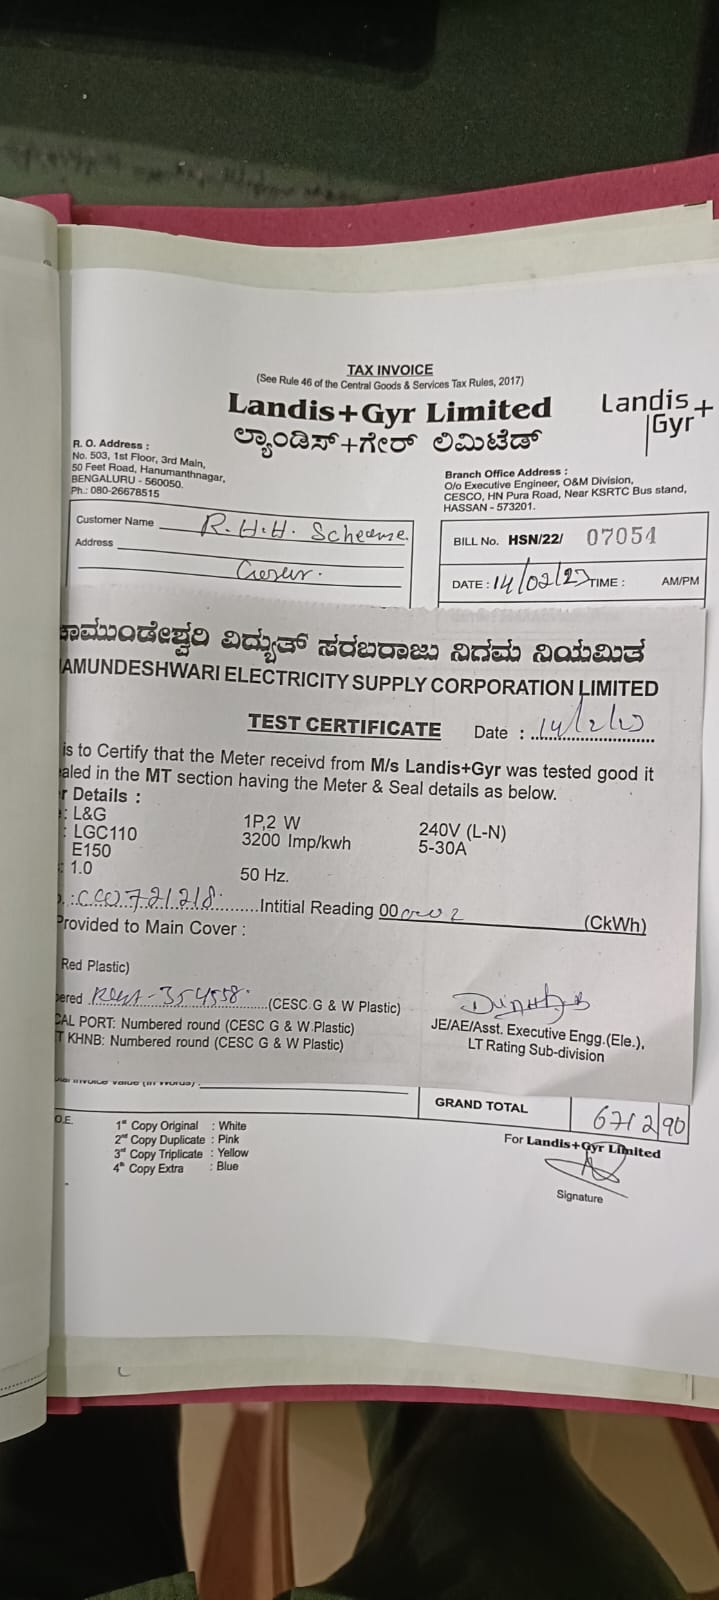 TAX INVOICE
(See Rule 46 of the Central Goods & Services Tax Rules, 2017)
Landis+Gyr Limited
ಲ್ಯಾಂಡಿಸ್+ಗೇರ್ ಲಿಮಿಟೆಡ್
Landis+
Gyr
R. O. Address :
No. 503, 1st Floor, 3rd Main,
50 Feet Road, Hanumanthnagar,
BENGALURU - 560050.
Ph.: 080-26678515
Branch Office Address :
O/o Executive Engineer, O&M Division,
CESCO, HN Pura Road, Near KSRTC Bus stand,
HASSAN - 573201.
Customer Name R.H.H. Scheame.
Address
BILL No. HSN/22/ 07054
DATE : 14/02/23 TIME : AM/PM
ಾಮುಂಡೇಶ್ವರಿ ವಿದ್ಯುತ್ ಸರಬರಾಜು ನಿಗಮ ನಿಯಮಿತ
AMUNDESHWARI ELECTRICITY SUPPLY CORPORATION LIMITED
TEST CERTIFICATE Date : 14/2/23
is to Certify that the Meter receivd from M/s Landis+Gyr was tested good it
aled in the MT section having the Meter & Seal details as below.
r Details :
: L&G 1P,2 W 240V (L-N)
: LGC110 3200 Imp/kwh 5-30A
E150
: 1.0 50 Hz.
Intitial Reading 00 (CkWh)
Provided to Main Cover :
Red Plastic)
ered 354558 (CESC G & W Plastic)
CAL PORT: Numbered round (CESC G & W Plastic)
T KHNB: Numbered round (CESC G & W Plastic)
JE/AE/Asst. Executive Engg.(Ele.),
LT Rating Sub-division
GRAND TOTAL 6712 90
O.E.
1st Copy Original : White
2nd Copy Duplicate : Pink
3rd Copy Triplicate : Yellow
4th Copy Extra : Blue
For Landis+Gyr Limited
Signature